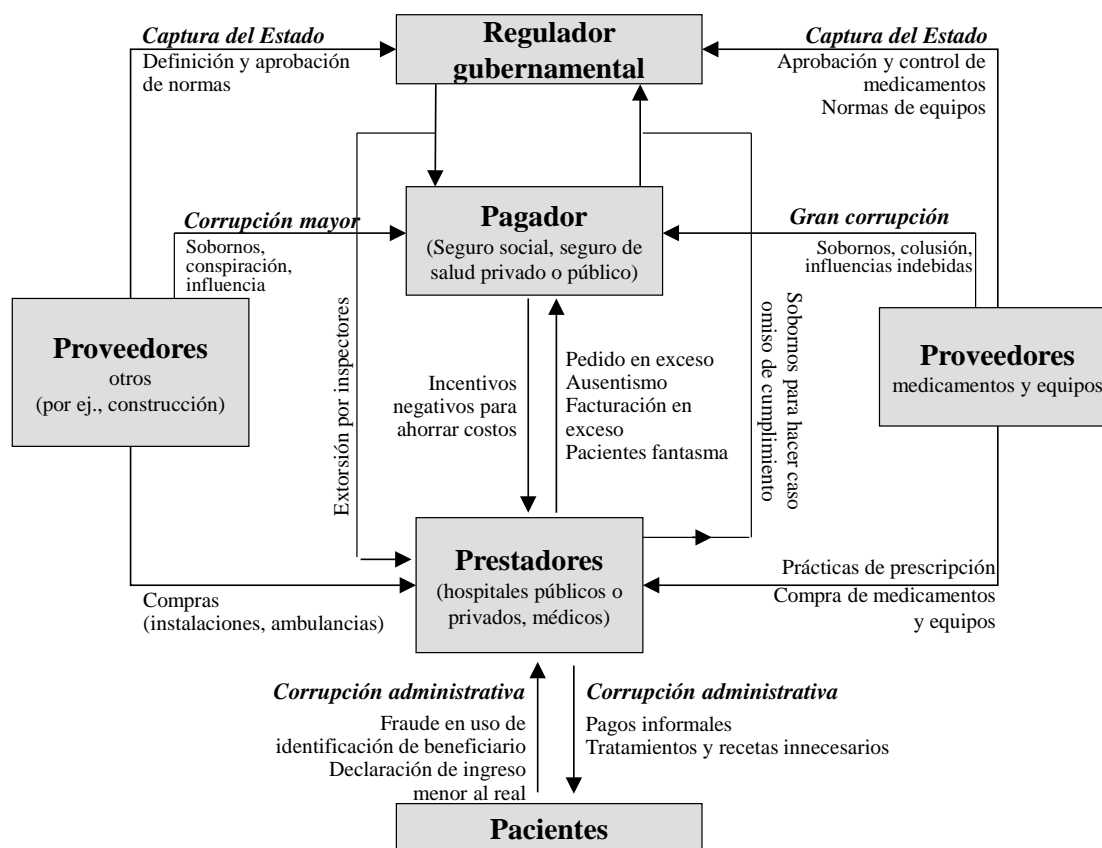 Captura del Estado
Definición y aprobación
de normas
Regulador
gubernamental
Captura del Estado
Aprobación y control de
medicamentos
Normas de equipos
Corrupción mayor
Sobornos,
conspiración,
influencia
Pagador
(Seguro social, seguro de
salud privado o público)
Gran corrupción
Sobornos, colusión,
influencias indebidas
Proveedores
otros
(por ej., construcción)
Extorsión por inspectores
Incentivos
negativos para
ahorrar costos
Pedido en exceso
Ausentismo
Facturación en
exceso
Pacientes fantasma
Sobornos para hacer caso
omiso de cumplimiento
Proveedores
medicamentos y equipos
Compras
(instalaciones, ambulancias)
Prestadores
(hospitales públicos o
privados, médicos)
Prácticas de prescripción
Compra de medicamentos
y equipos
Corrupción administrativa
Fraude en uso de
identificación de beneficiario
Declaración de ingreso
menor al real
Corrupción administrativa
Pagos informales
Tratamientos y recetas innecesarios
Pacientes